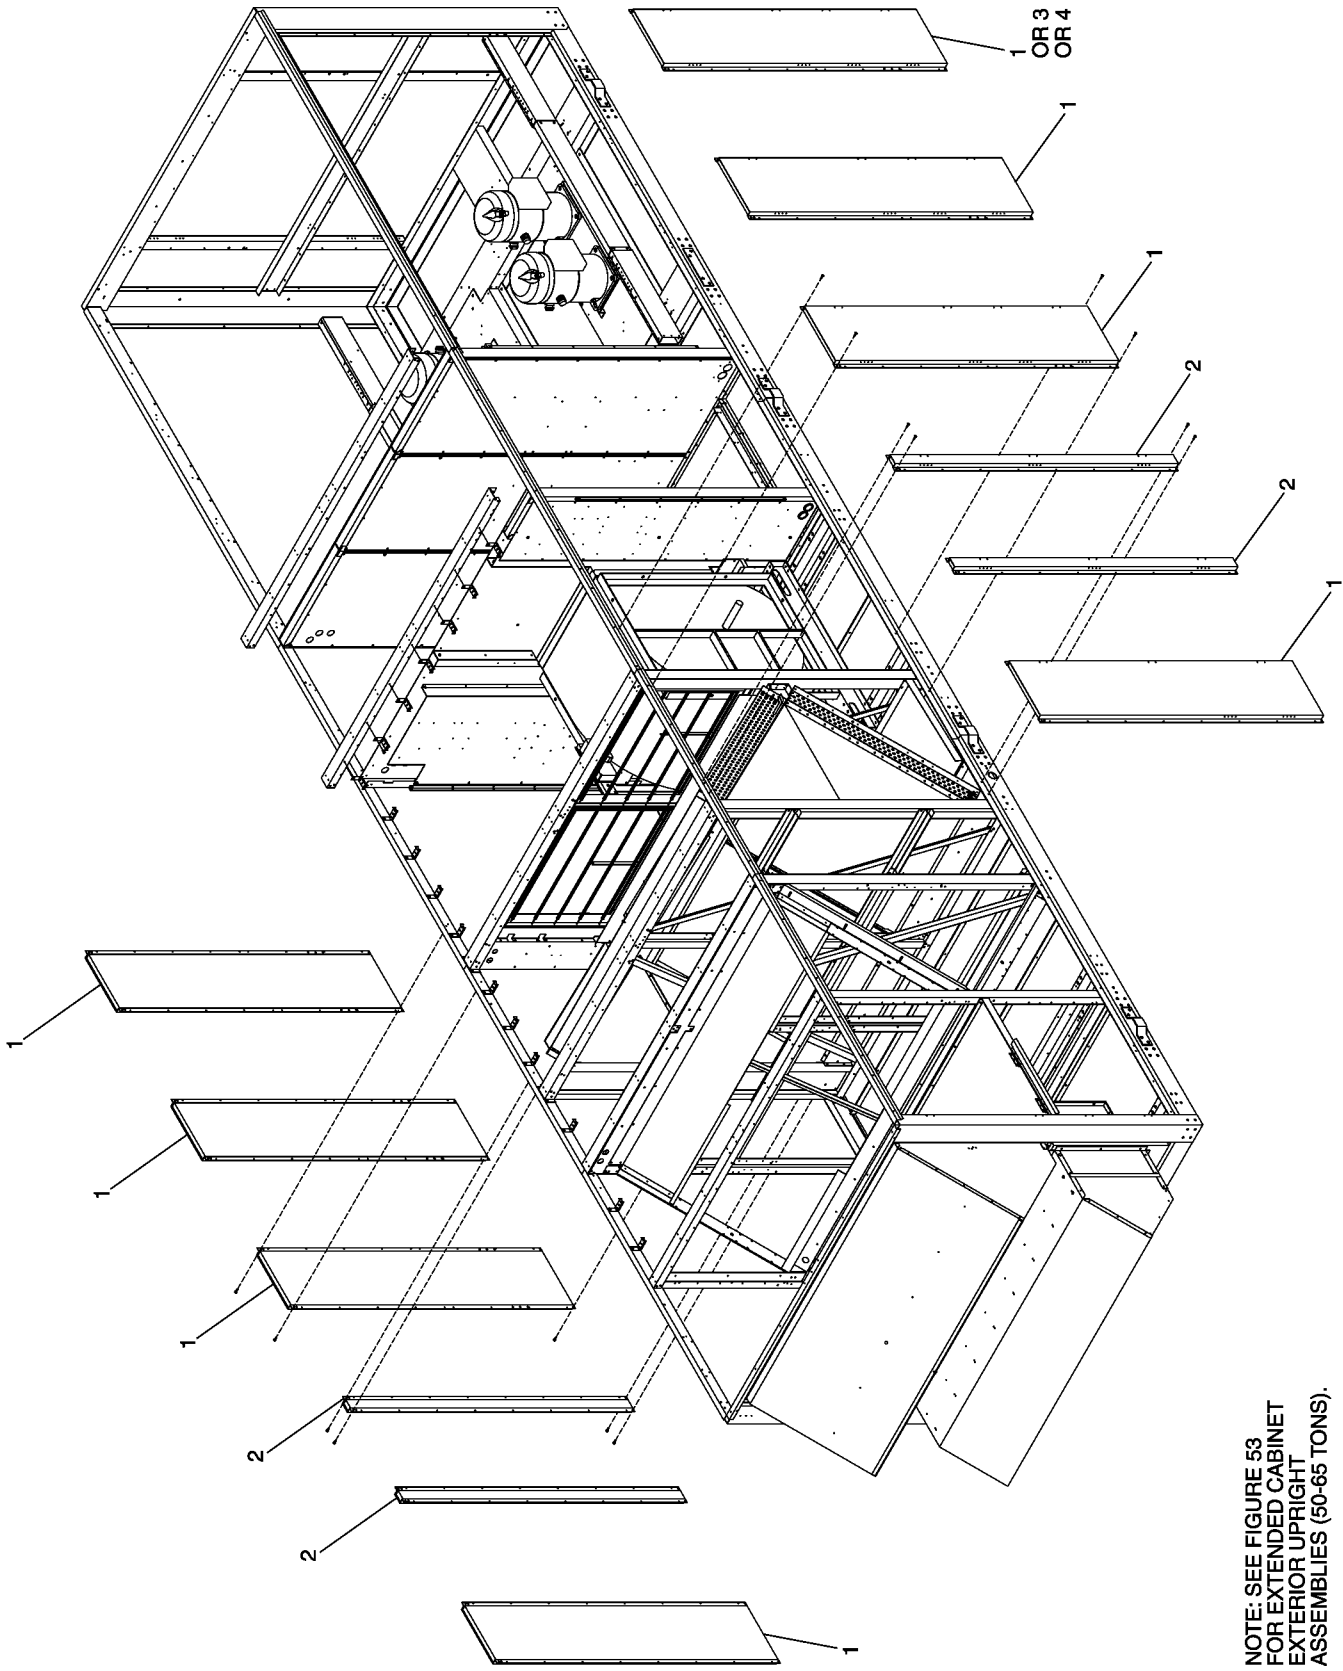 1
1
1
2
2
1
1
OR 3
OR 4
1
1
2
2
1
NOTE: SEE FIGURE 53
FOR EXTENDED CABINET
EXTERIOR UPRIGHT
ASSEMBLIES (50-65 TONS).